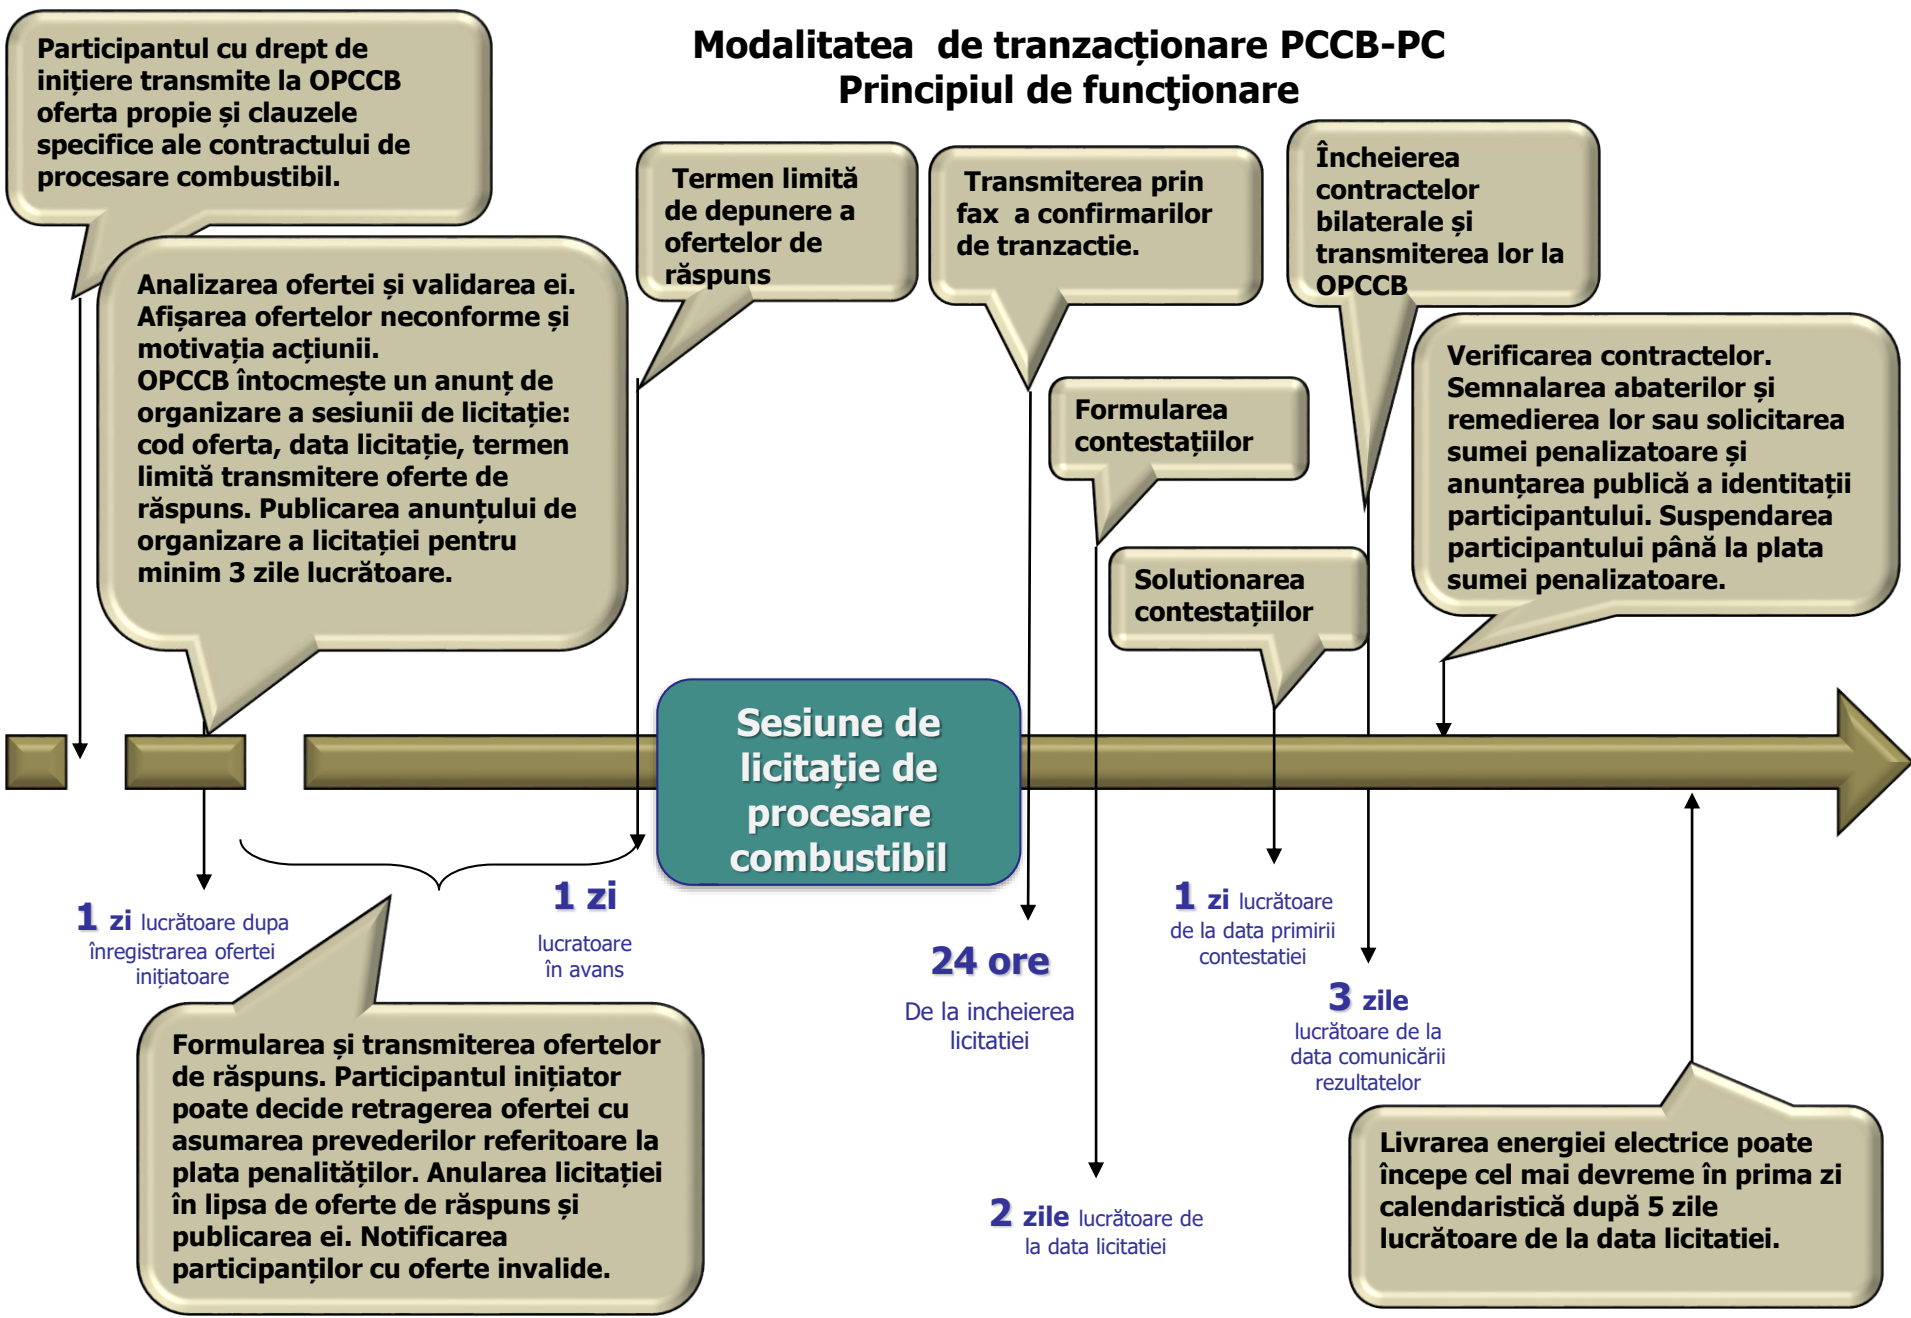 Modalitatea  de tranzacționare PCCB-PC
Principiul de funcţionare
Participantul cu drept de
inițiere transmite la OPCCB
oferta propie și clauzele
specifice ale contractului de
procesare combustibil.
Analizarea ofertei și validarea ei.
Afișarea ofertelor neconforme și
motivația acțiunii.
OPCCB întocmește un anunț de
organizare a sesiunii de licitație:
cod oferta, data licitație, termen
limită transmitere oferte de
răspuns. Publicarea anunțului de
organizare a licitației pentru
minim 3 zile lucrătoare.
Termen limită
de depunere a
ofertelor de
răspuns
Transmiterea prin
fax  a confirmarilor
de tranzactie.
Formularea
contestațiilor
Solutionarea
contestațiilor
Încheierea
contractelor
bilaterale și
transmiterea lor la
OPCCB
Verificarea contractelor.
Semnalarea abaterilor și
remedierea lor sau solicitarea
sumei penalizatoare și
anunțarea publică a identitații
participantului. Suspendarea
participantului până la plata
sumei penalizatoare.
Sesiune de
licitație de
procesare
combustibil
1 zi lucrătoare dupa
înregistrarea ofertei
inițiatoare
1 zi
lucratoare
în avans
24 ore
De la incheierea
licitatiei
2 zile lucrătoare de
la data licitatiei
1 zi lucrătoare
de la data primirii
contestatiei
3 zile
lucrătoare de la
data comunicării
rezultatelor
Formularea și transmiterea ofertelor
de răspuns. Participantul inițiator
poate decide retragerea ofertei cu
asumarea prevederilor referitoare la
plata penalităților. Anularea licitației
în lipsa de oferte de răspuns și
publicarea ei. Notificarea
participanților cu oferte invalide.
Livrarea energiei electrice poate
începe cel mai devreme în prima zi
calendaristică după 5 zile
lucrătoare de la data licitatiei.